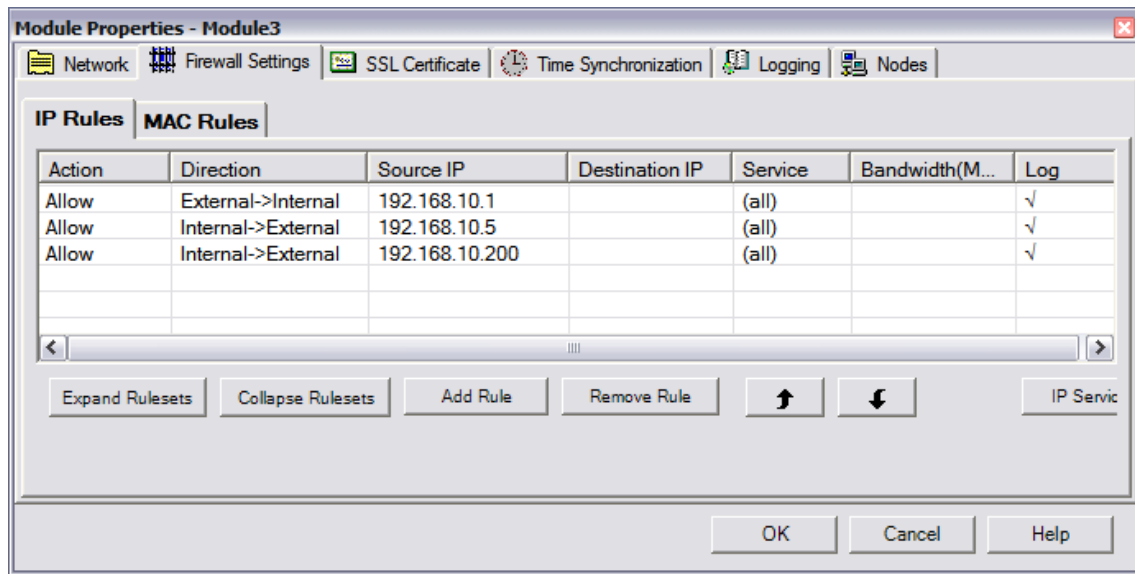 Module Properties - Module3
Network Firewall Settings SSL Certificate Time Synchronization Logging Nodes
IP Rules MAC Rules
Action Direction Source IP Destination IP Service Bandwidth(M... Log
Allow External->Internal 192.168.10.1 (all) √
Allow Internal->External 192.168.10.5 (all) √
Allow Internal->External 192.168.10.200 (all) √
Expand Rulesets Collapse Rulesets Add Rule Remove Rule IP Servic
OK Cancel Help